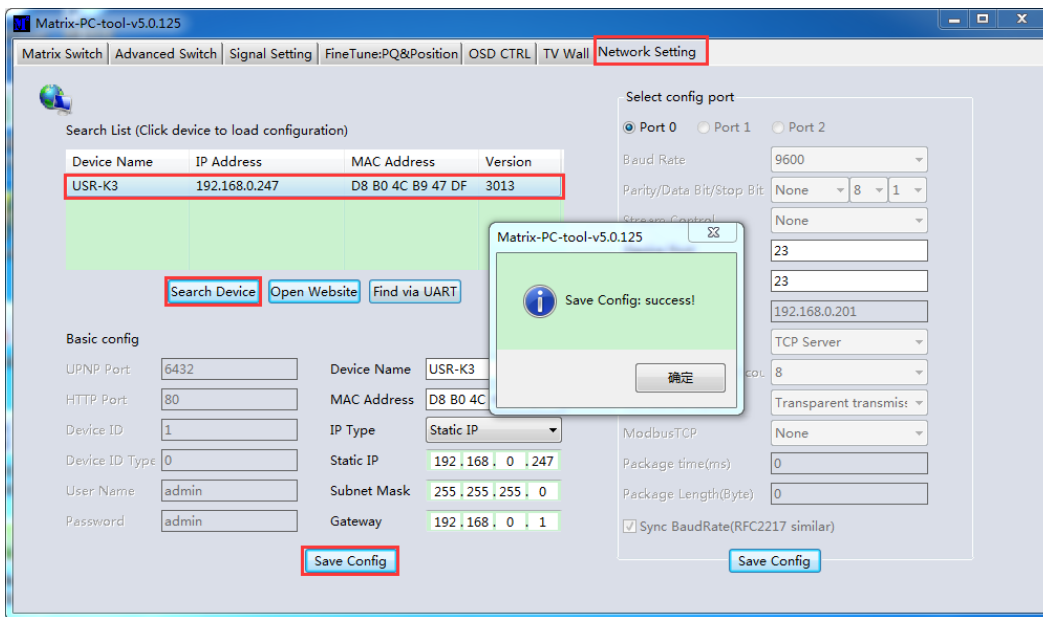 Matrix-PC-tool-v5.0.125
Matrix Switch Advanced Switch Signal Setting FineTune:PQ&Position OSD CTRL TV Wall Network Setting
Search List (Click device to load configuration)
Device Name IP Address MAC Address Version
USR-K3 192.168.0.247 D8 B0 4C B9 47 DF 3013
Search Device Open Website Find via UART
Basic config
UPNP Port 6432
HTTP Port 80
Device ID 1
Device ID Type 0
User Name admin
Password admin
Device Name USR-K3
MAC Address D8 B0 4C
IP Type Static IP
Static IP 192 . 168 . 0 . 247
Subnet Mask 255 . 255 . 255 . 0
Gateway 192 . 168 . 0 . 1
Save Config
Matrix-PC-tool-v5.0.125
Save Config: success!
确定
Select config port
Port 0 Port 1 Port 2
Baud Rate 9600
Parity/Data Bit/Stop Bit None 8 1
Stream Control None
23
23
192.168.0.201
TCP Server
8
Transparent
ModbusTCP None
Package time(ms) 0
Package Length(Byte) 0
Sync BaudRate(RFC2217 similar)
Save Config